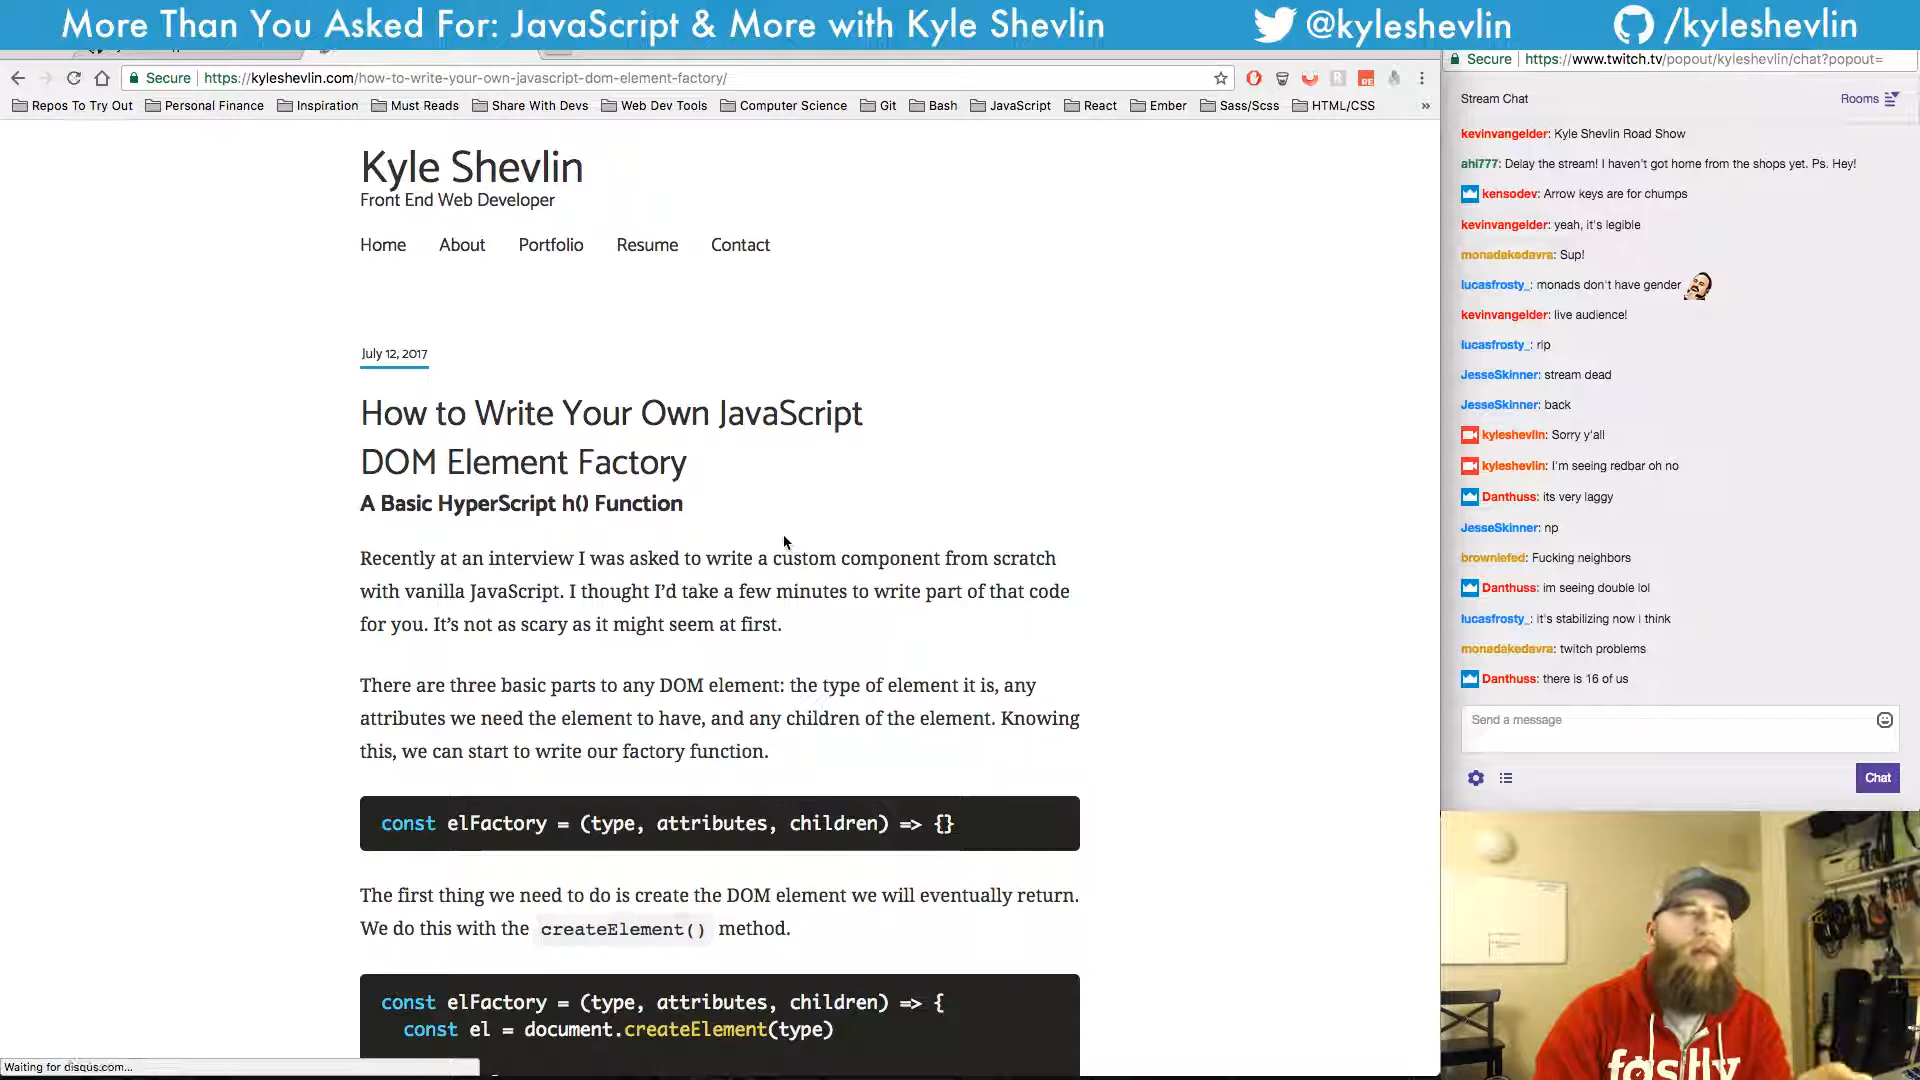 More Than You Asked For: JavaScript & More with Kyle Shevlin
@kyleshevlin
/kyleshevlin
Secure
https://kyleshevlin.com/how-to-write-your-own-javascript-dom-element-factory/
Secure
https://www.twitch.tv/popout/kyleshevlin/chat?popout=
Repos To Try Out
Personal Finance
Inspiration
Must Reads
Share With Devs
Web Dev Tools
Computer Science
Git
Bash
JavaScript
React
Ember
Sass/Scss
HTML/CSS
»
Kyle Shevlin
Front End Web Developer
Home
About
Portfolio
Resume
Contact
July 12, 2017
How to Write Your Own JavaScript
DOM Element Factory
A Basic HyperScript h() Function
Recently at an interview I was asked to write a custom component from scratch
with vanilla JavaScript. I thought I’d take a few minutes to write part of that code
for you. It’s not as scary as it might seem at first.
There are three basic parts to any DOM element: the type of element it is, any
attributes we need the element to have, and any children of the element. Knowing
this, we can start to write our factory function.
const elFactory = (type, attributes, children) => {}
The first thing we need to do is create the DOM element we will eventually return.
We do this with the createElement() method.
const elFactory = (type, attributes, children) => {
const el = document.createElement(type)
Waiting for disqus.com...
Stream Chat
Rooms
kevinvangelder: Kyle Shevlin Road Show
ahi777: Delay the stream! I haven't got home from the shops yet. Ps. Hey!
kensodev: Arrow keys are for chumps
kevinvangelder: yeah, it's legible
monadakedavra: Sup!
lucasfrosty_: monads don't have gender
kevinvangelder: live audience!
lucasfrosty_: rip
JesseSkinner: stream dead
JesseSkinner: back
kyleshevlin: Sorry y'all
kyleshevlin: I'm seeing redbar oh no
Danthuss: its very laggy
JesseSkinner: np
browniefed: Fucking neighbors
Danthuss: im seeing double lol
lucasfrosty_: it's stabilizing now i think
monadakedavra: twitch problems
Danthuss: there is 16 of us
Send a message
Chat
fastly